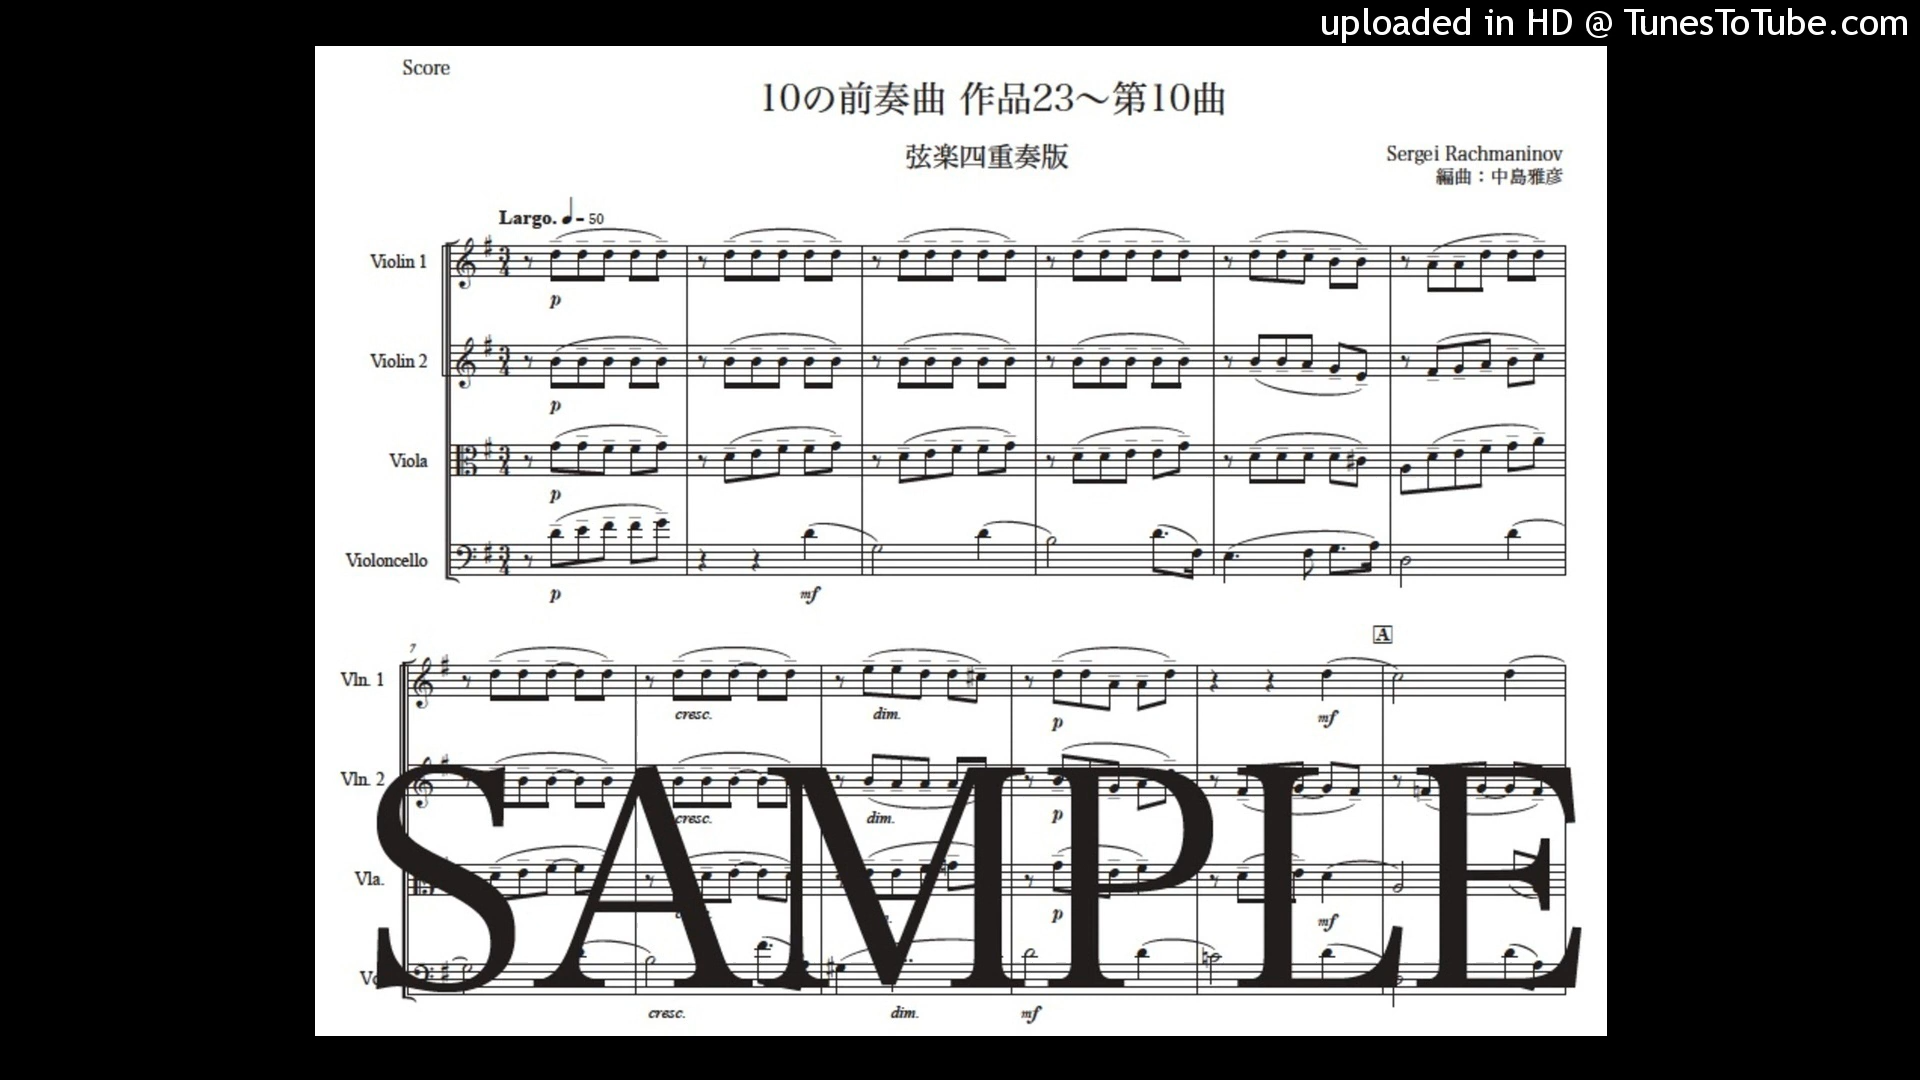 uploaded in HD @ TunesToTube.com
Score
10の前奏曲 作品23～第10曲
弦楽四重奏版
Sergei Rachmaninov
編曲：中島雅彦
Largo. ♩= 50
Violin 1
p
Violin 2
p
Viola
p
Violoncello
p mf
A
7
Vln. 1
cresc. dim. p mf
Vln. 2
cresc. dim. p
Vla.
p mf
cresc. dim. mf
SAMPLE